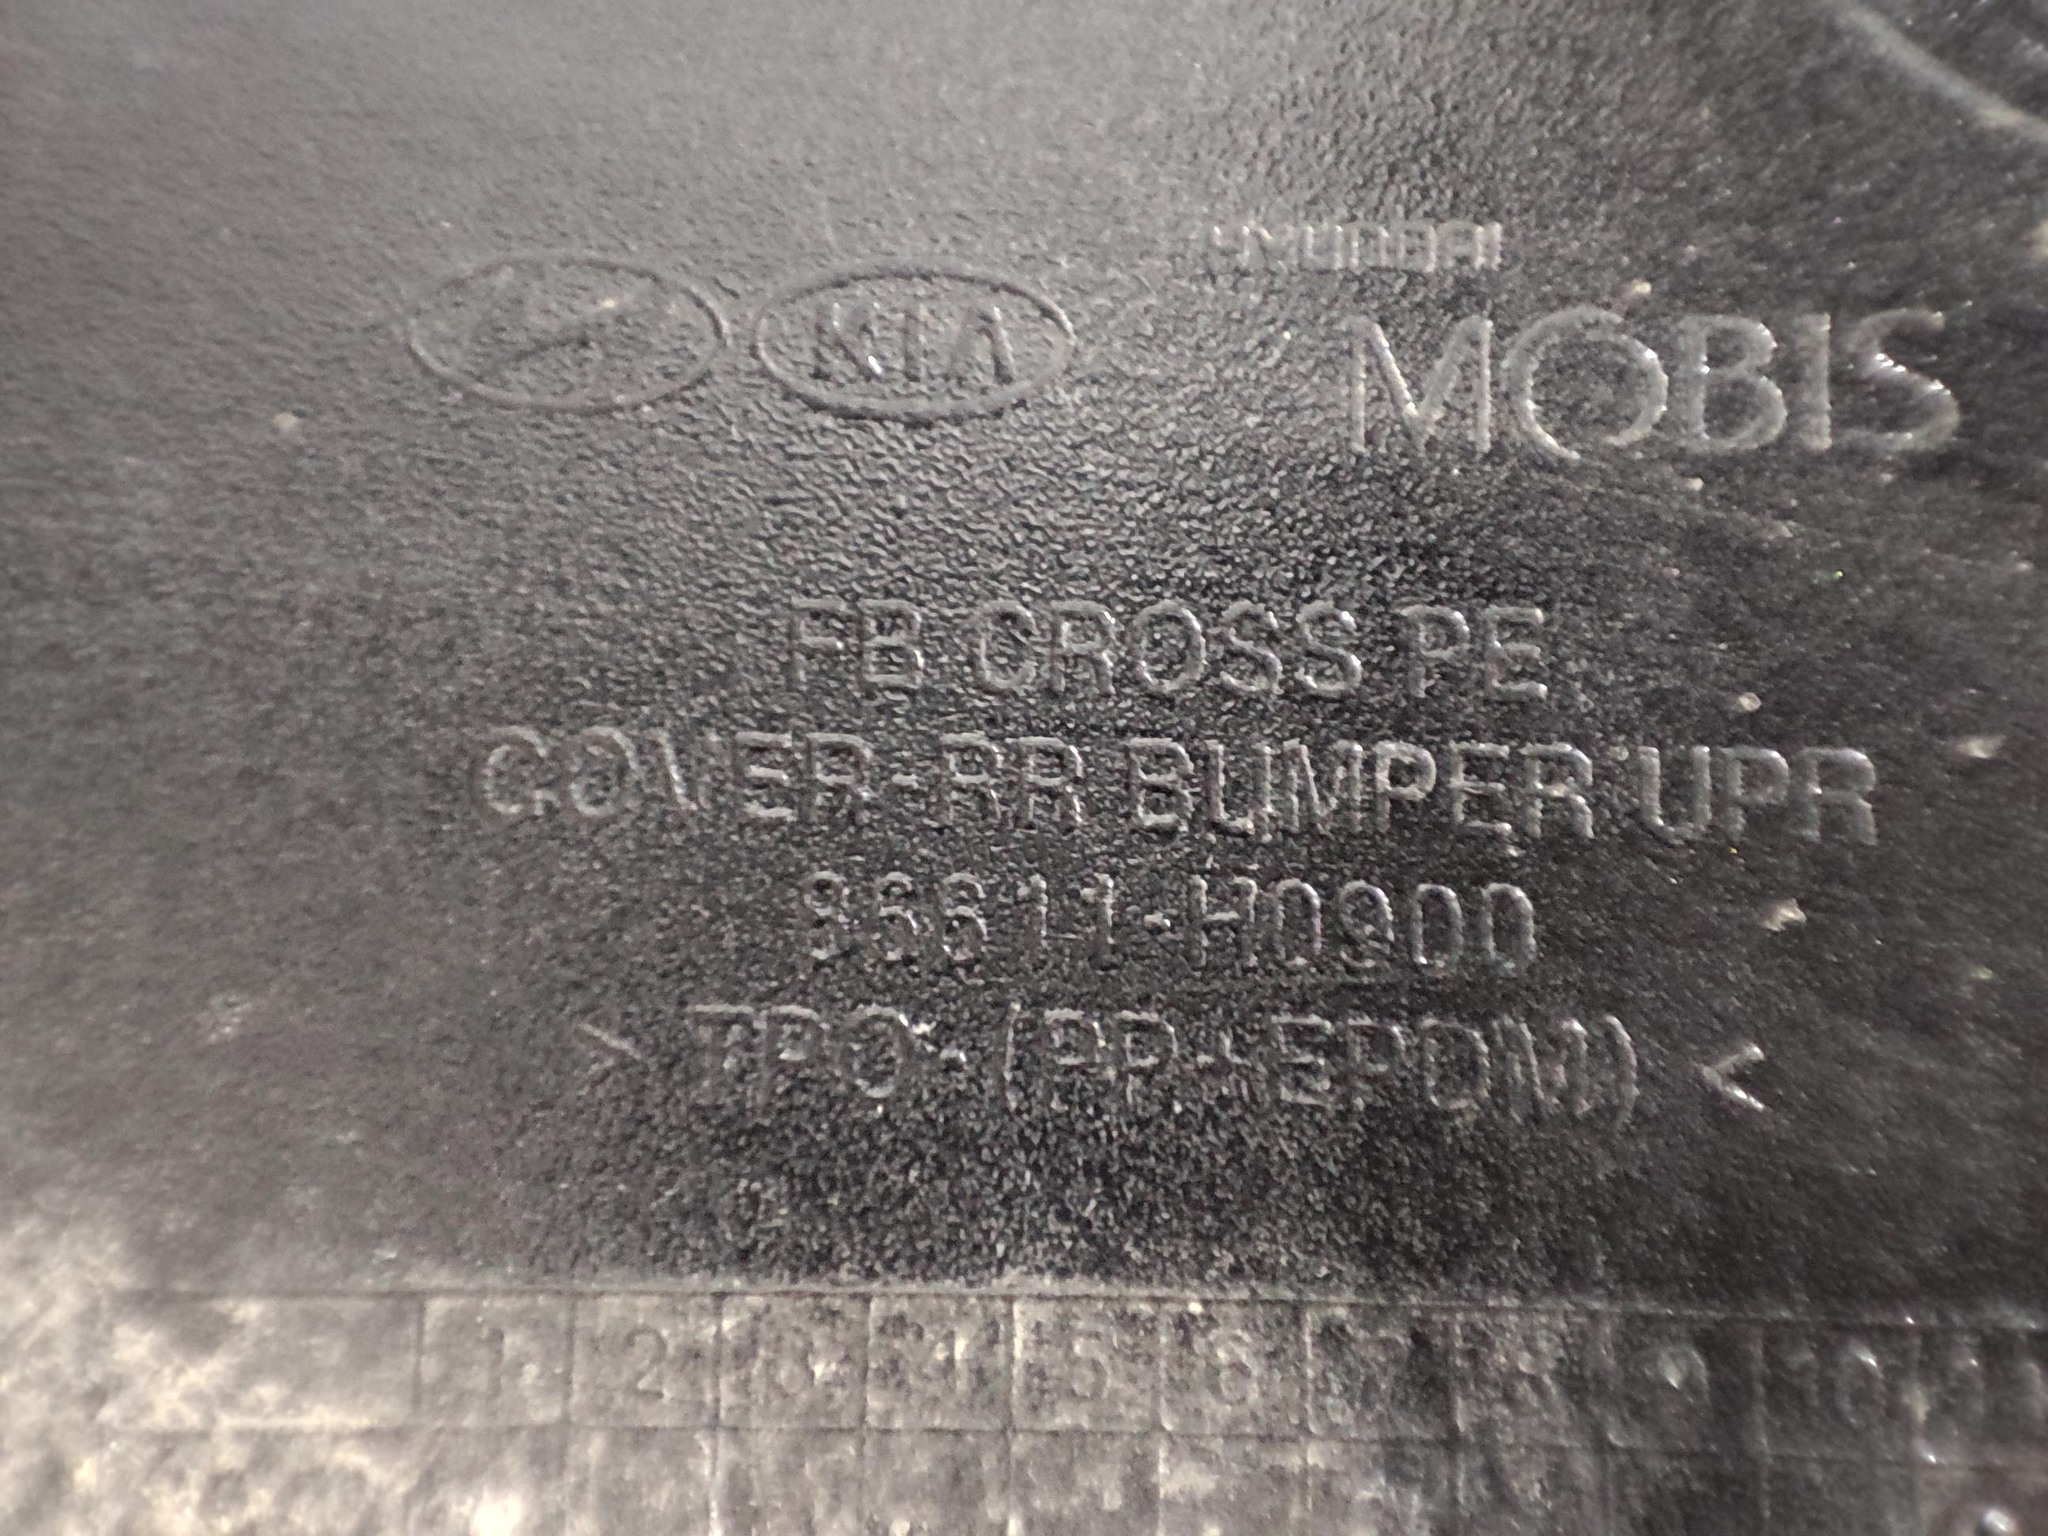 KIA
HYUNDAI
MOBIS
FB CROSS PE
COVER-RR BUMPER UPR
86611-H0900
> TPO-(PP+EPDM) <
1 2 3 4 5 6 7 8 9 10 11